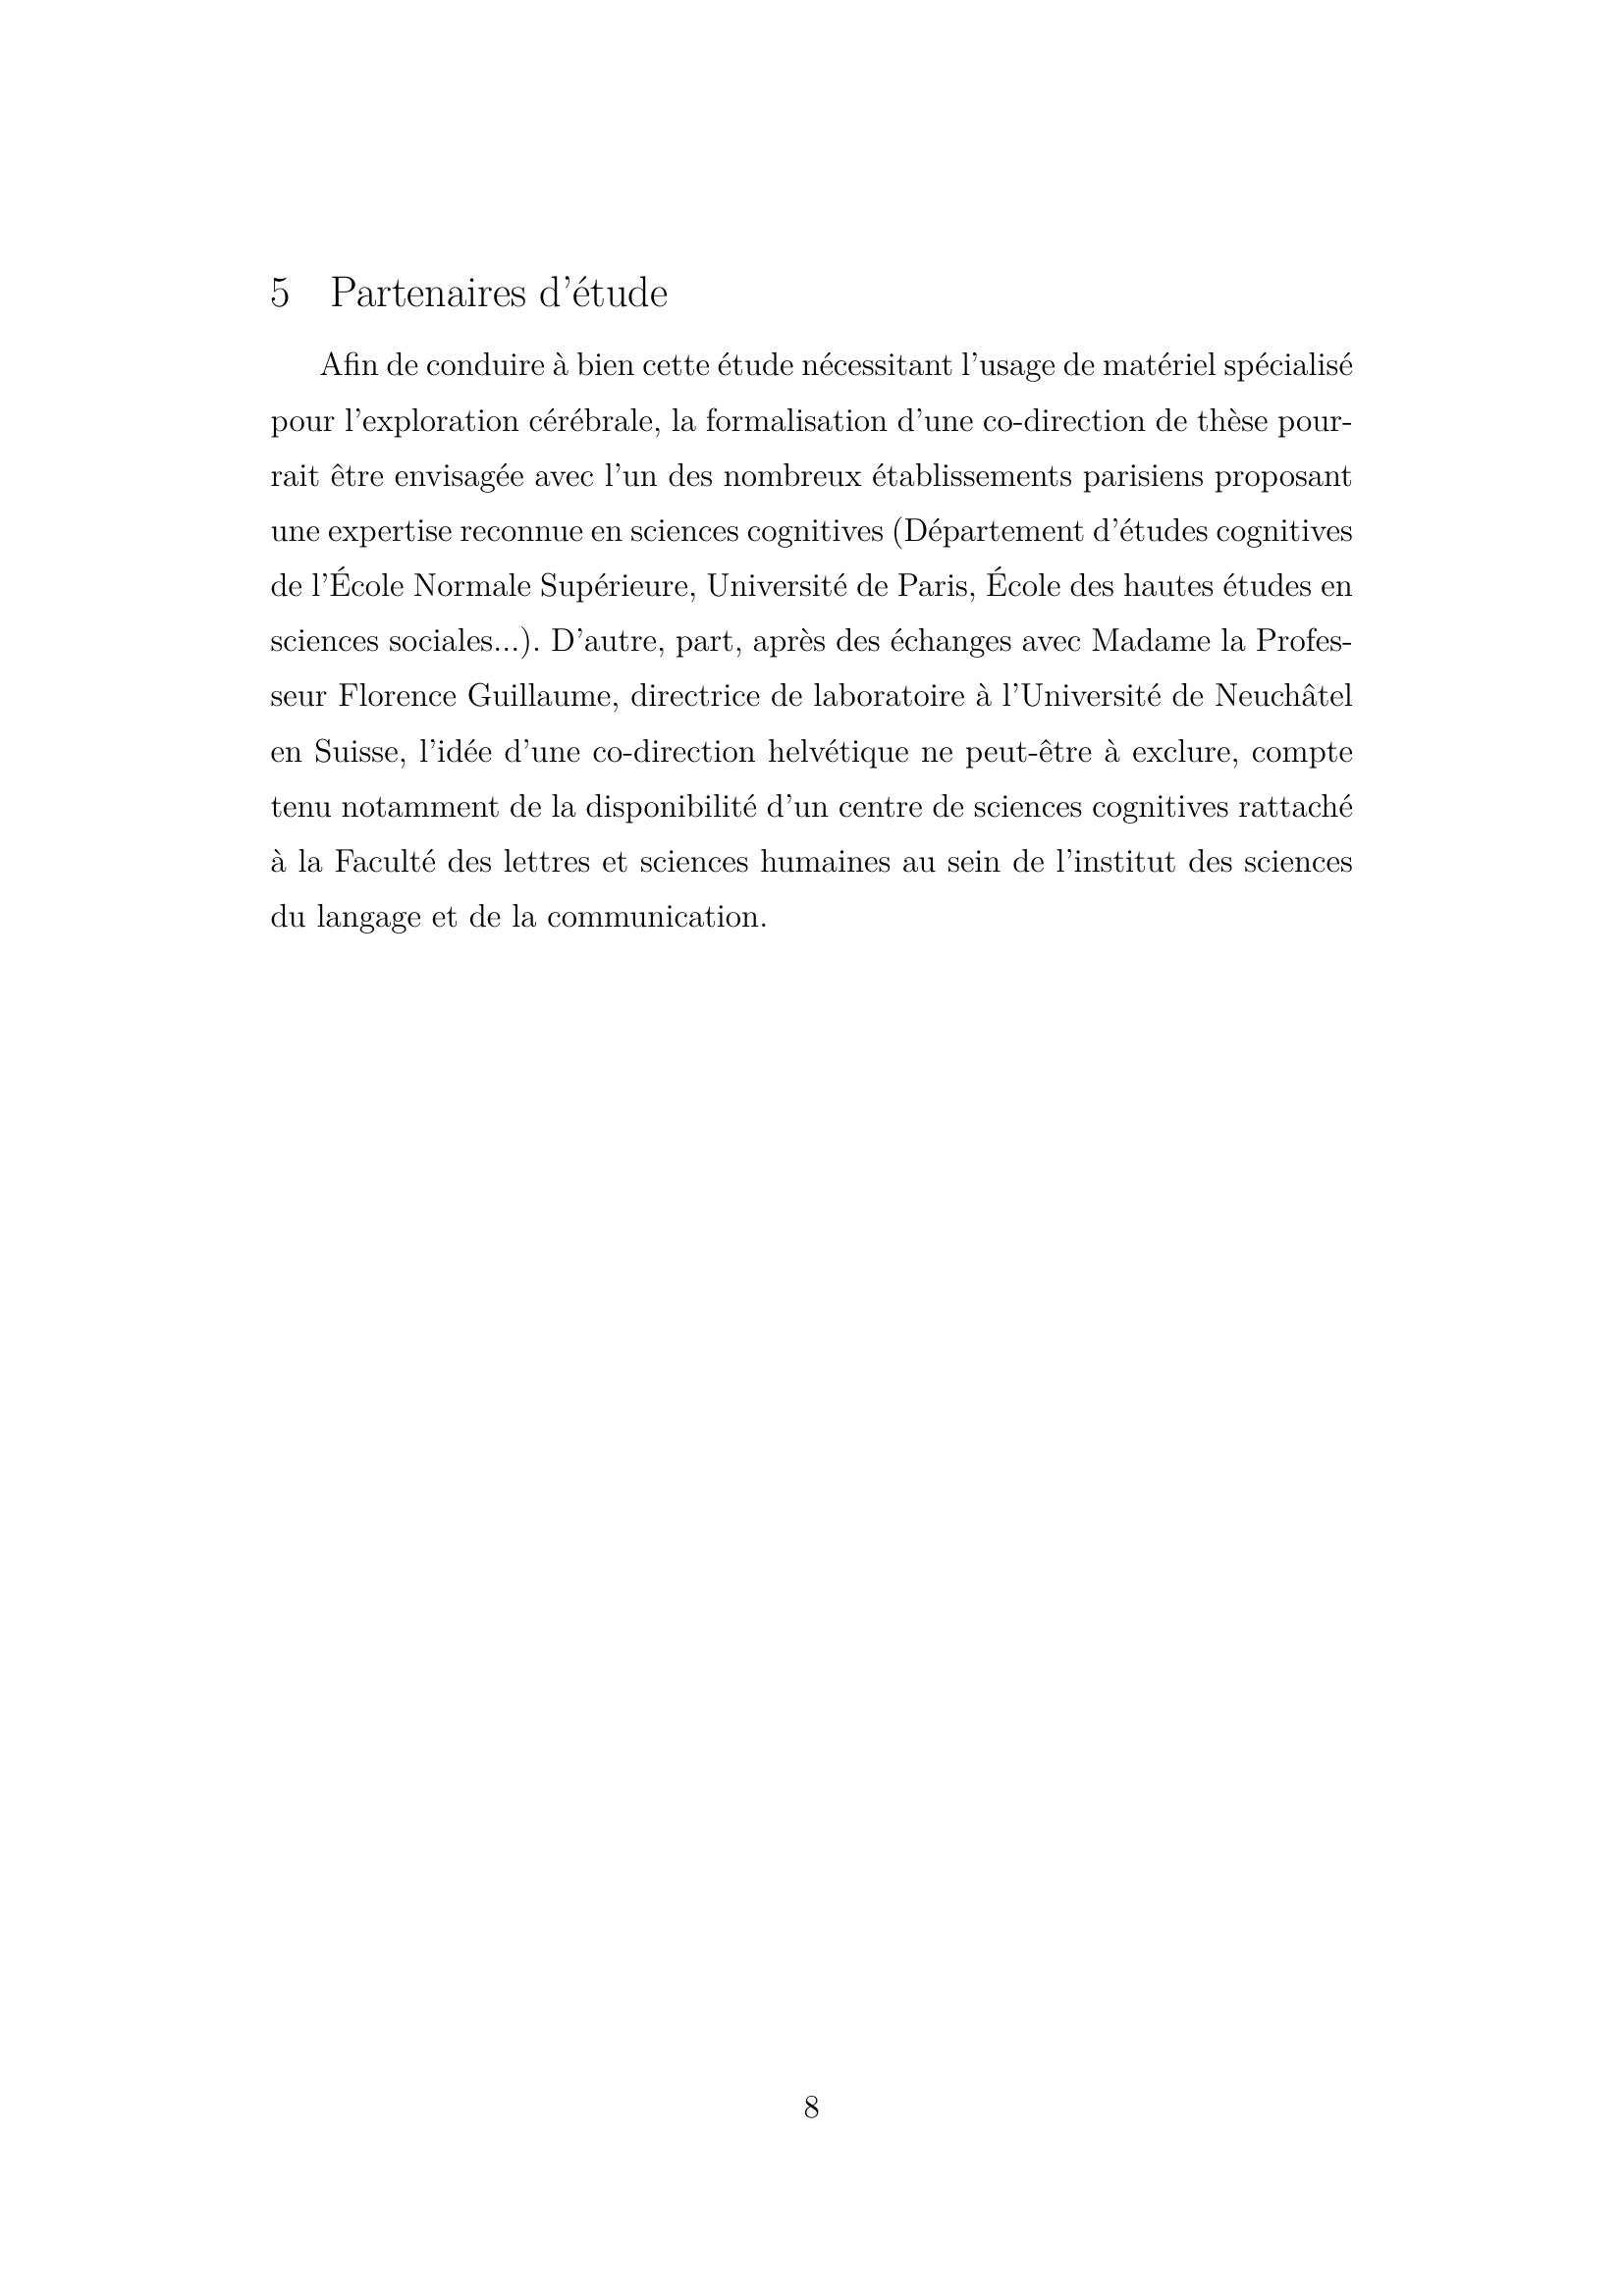 5 Partenaires d'étude
Afin de conduire à bien cette étude nécessitant l'usage de matériel spécialisé
pour l'exploration cérébrale, la formalisation d'une co-direction de thèse pour-
rait être envisagée avec l'un des nombreux établissements parisiens proposant
une expertise reconnue en sciences cognitives (Département d'études cognitives
de l'École Normale Supérieure, Université de Paris, École des hautes études en
sciences sociales...). D'autre, part, après des échanges avec Madame la Profes-
seur Florence Guillaume, directrice de laboratoire à l'Université de Neuchâtel
en Suisse, l'idée d'une co-direction helvétique ne peut-être à exclure, compte
tenu notamment de la disponibilité d'un centre de sciences cognitives rattaché
à la Faculté des lettres et sciences humaines au sein de l'institut des sciences
du langage et de la communication.
8